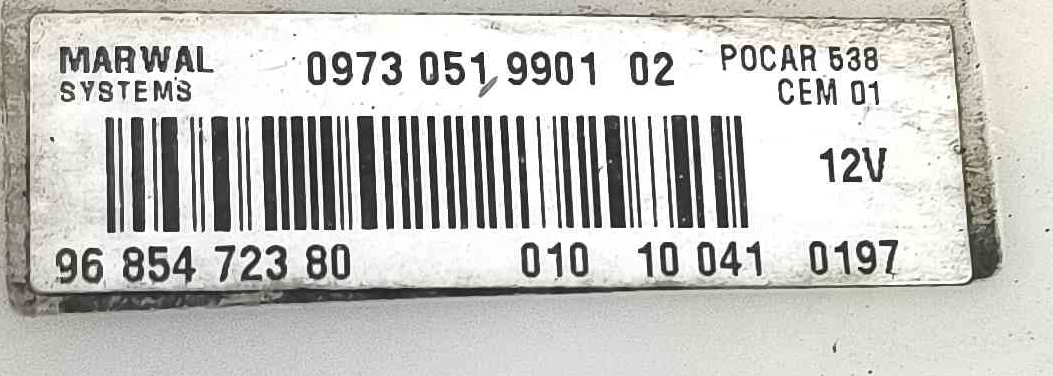 MARWAL 0973 051 9901 02 POCAR 538
SYSTEMS CEM 01
12V
96 854 723 80 010 10 041 0197